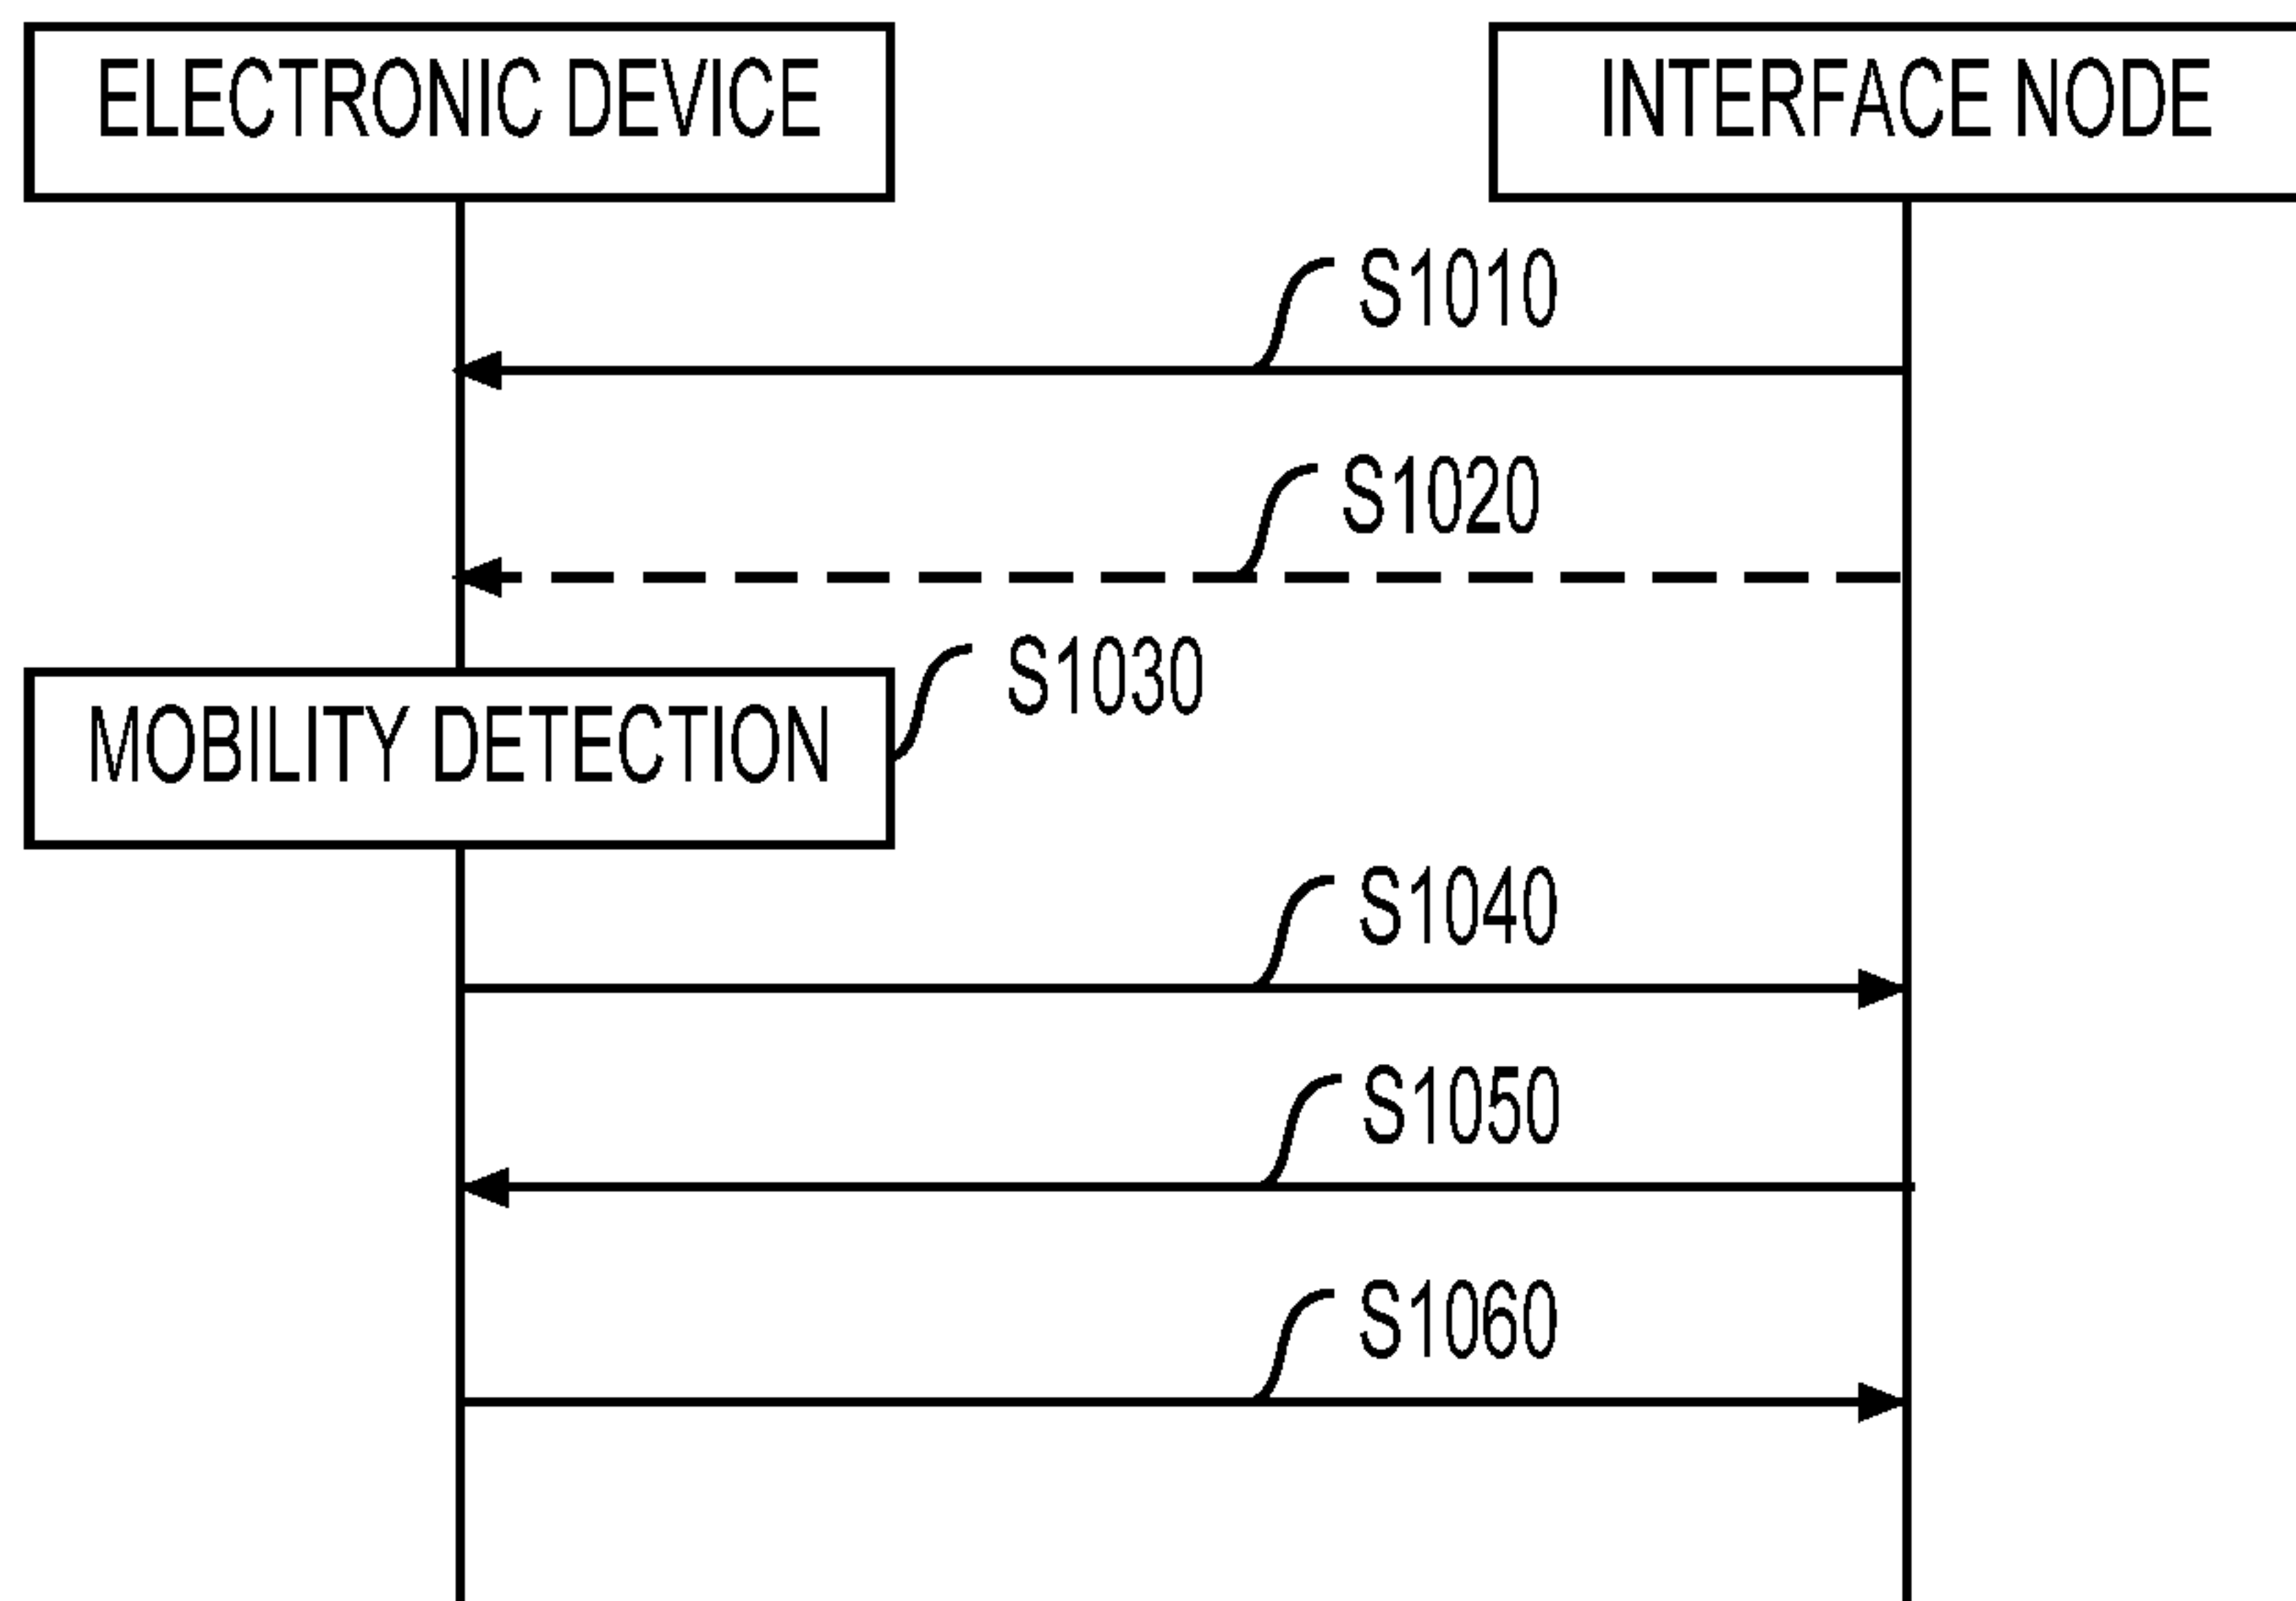 ELECTRONIC DEVICE
INTERFACE NODE
S1010
S1020
S1030
MOBILITY DETECTION
S1040
S1050
S1060